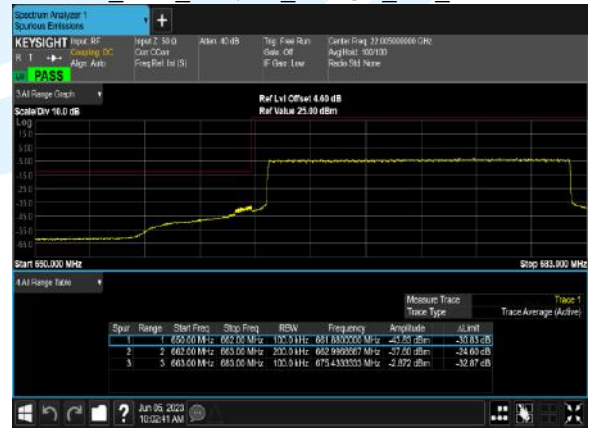 Spectrum Analyzer 1
Spurious Emissions
+
KEYSIGHT Input: RF Input Z: 50 Ω Atten: 40 dB Trig: Free Run Center Freq: 22.005000000 GHz
R T Coupling: DC Corr CCorr Gate: Off Avg|Hold: 100/100
Align: Auto Freq Ref: Int (S) IF Gain: Low Radio Std: None
PASS
3 All Range Graph
Ref Lvl Offset 4.60 dB
Scale/Div 10.0 dB Ref Value 25.00 dBm
Log
15.0
5.00
-5.00
-15.0
-25.0
-35.0
-45.0
-55.0
-65.0
Start 650.000 MHz Stop 683.000 MHz
4 All Range Table
Measure Trace Trace 1
Trace Type Trace Average (Active)
Spur Range Start Freq Stop Freq RBW Frequency Amplitude ΔLimit
1 1 650.00 MHz 662.00 MHz 100.0 kHz 661.6800000 MHz -43.83 dBm -30.83 dB
2 2 662.00 MHz 663.00 MHz 200.0 kHz 662.9966667 MHz -37.60 dBm -24.60 dB
3 3 663.00 MHz 683.00 MHz 100.0 kHz 675.4333333 MHz -2.872 dBm -32.87 dB
? Jun 05, 2023
10:02:41 AM